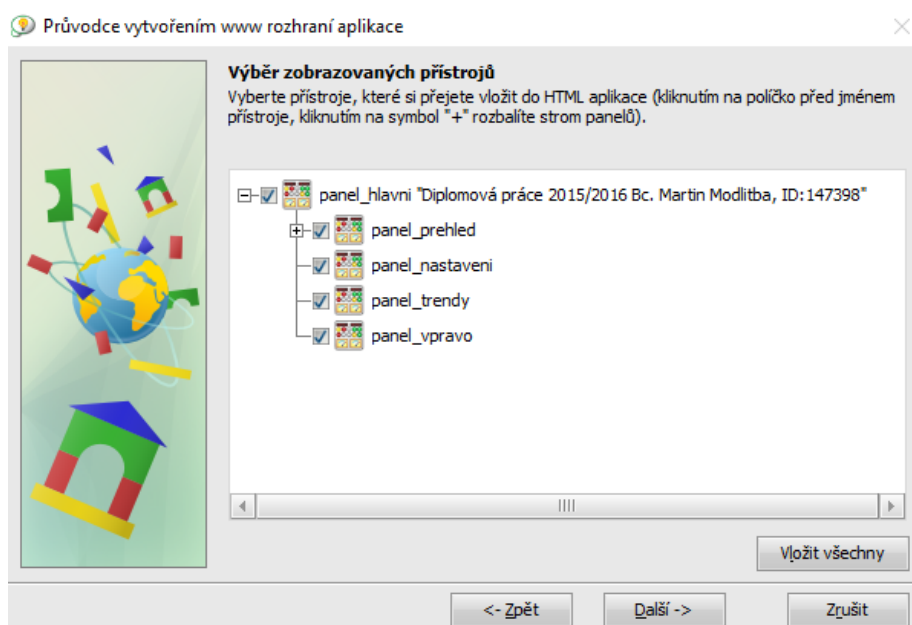 Průvodce vytvořením www rozhraní aplikace
Výběr zobrazovaných přístrojů
Vyberte přístroje, které si přejete vložit do HTML aplikace (kliknutím na políčko před jménem
přístroje, kliknutím na symbol "+" rozbalíte strom panelů).
panel_hlavni "Diplomová práce 2015/2016 Bc. Martin Modlitba, ID:147398"
panel_prehled
panel_nastaveni
panel_trendy
panel_vpravo
Vložit všechny
<- Zpět
Další ->
Zrušit